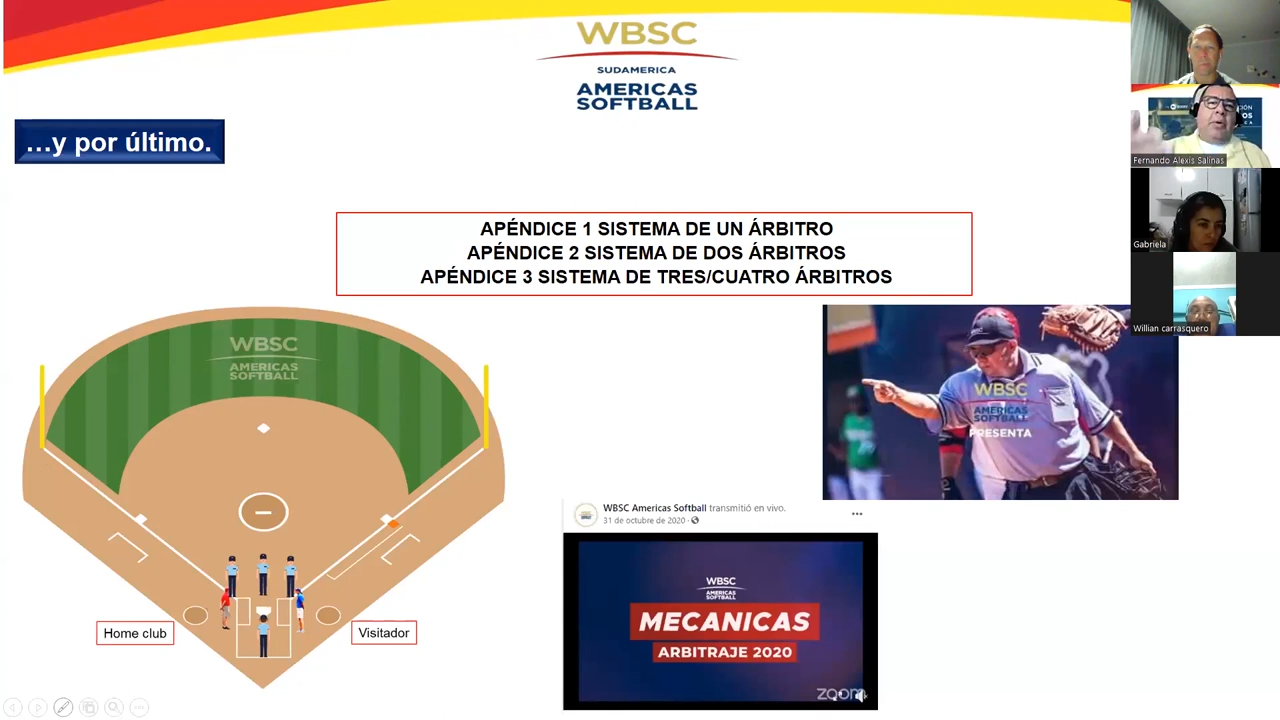 WBSC
SUDAMERICA
AMERICAS
SOFTBALL
…y por último.
APÉNDICE 1 SISTEMA DE UN ÁRBITRO
APÉNDICE 2 SISTEMA DE DOS ÁRBITROS
APÉNDICE 3 SISTEMA DE TRES/CUATRO ÁRBITROS
WBSC
AMERICAS
SOFTBALL
Home club
Visitador
WBSC
AMERICAS
SOFTBALL
PRESENTA
WBSC Americas Softball transmitió en vivo.
31 de octubre de 2020
WBSC
AMERICAS
SOFTBALL
MECANICAS
ARBITRAJE 2020
zoom
Fernando Alexis Salinas
Gabriela
Willian carrasquero